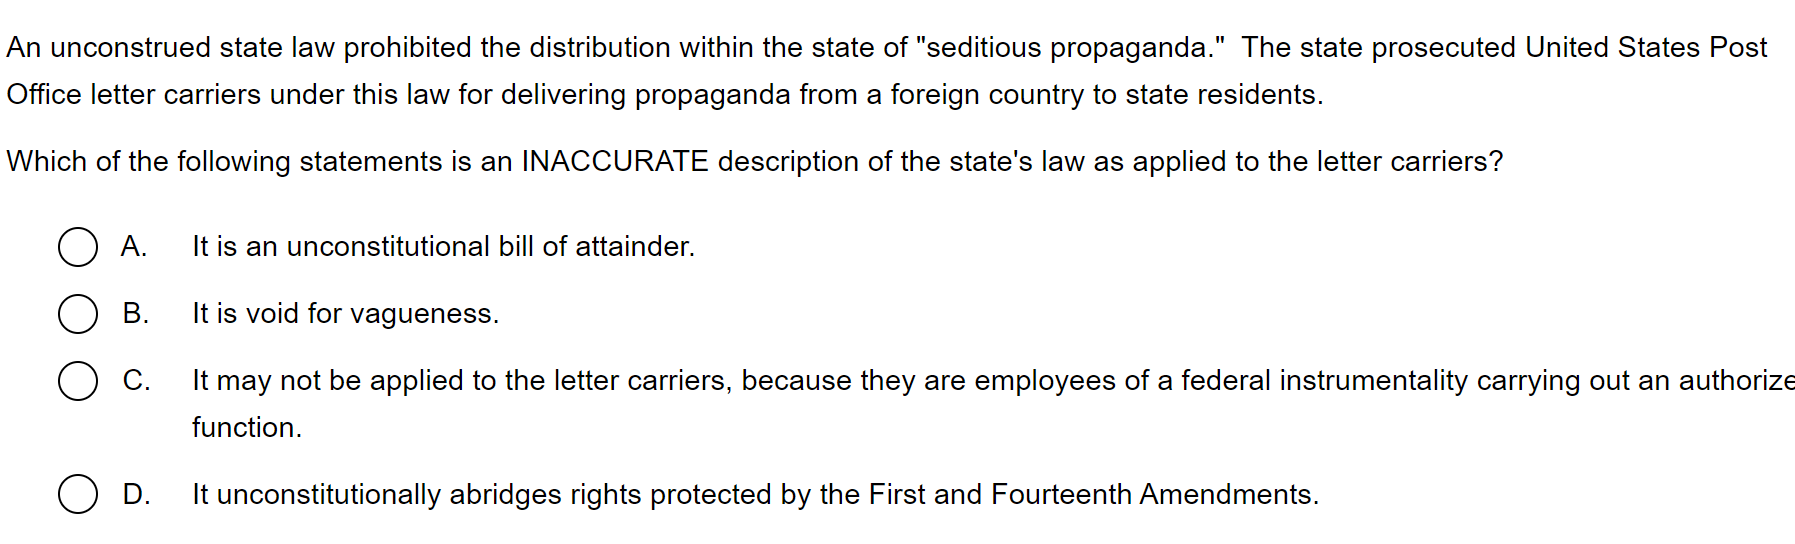 An unconstrued state law prohibited the distribution within the state of "seditious propaganda."  The state prosecuted United States Post
Office letter carriers under this law for delivering propaganda from a foreign country to state residents.
Which of the following statements is an INACCURATE description of the state's law as applied to the letter carriers?
A. It is an unconstitutional bill of attainder.
B. It is void for vagueness.
C. It may not be applied to the letter carriers, because they are employees of a federal instrumentality carrying out an authorize
function.
D. It unconstitutionally abridges rights protected by the First and Fourteenth Amendments.